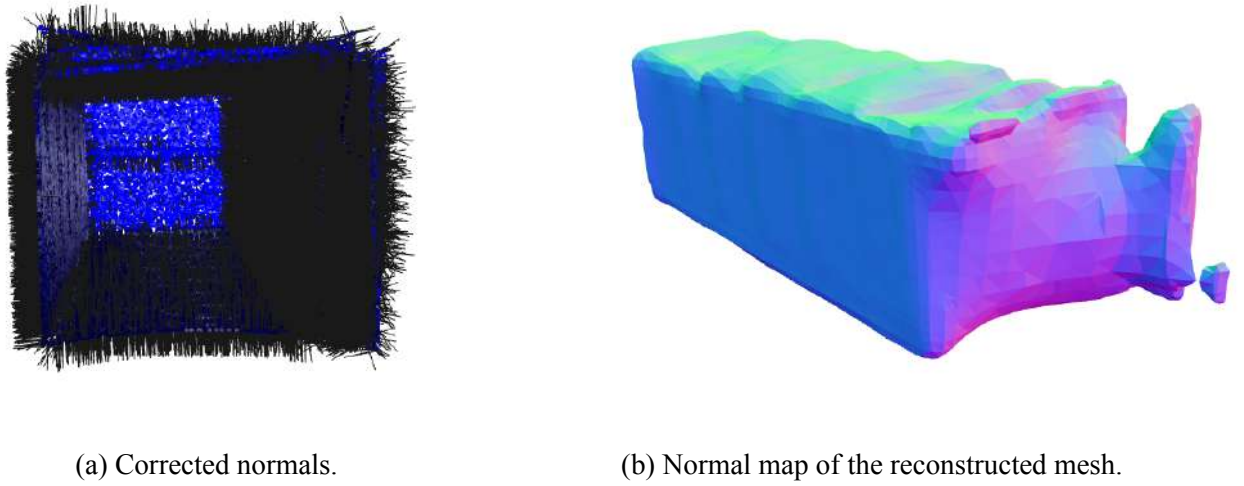 (a) Corrected normals.
(b) Normal map of the reconstructed mesh.